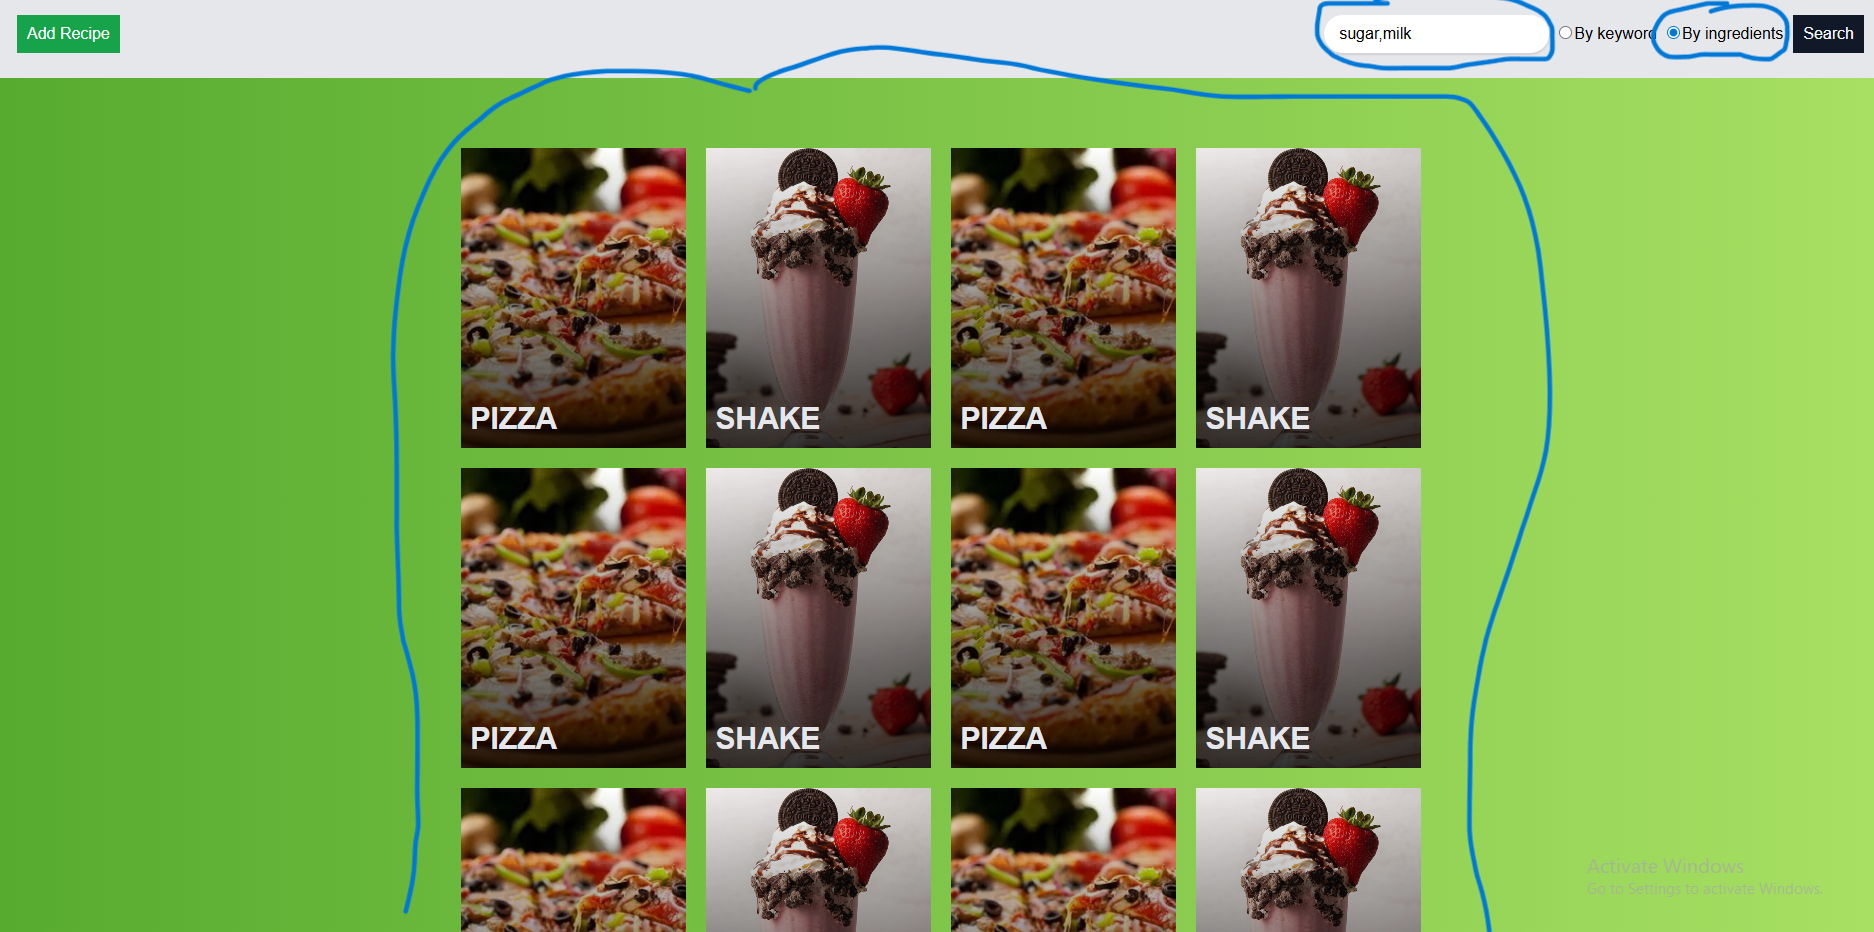 Add Recipe
sugar,milk
By keyword
By ingredients
Search
PIZZA
SHAKE
PIZZA
SHAKE
PIZZA
SHAKE
PIZZA
SHAKE
Activate Windows
Go to Settings to activate Windows.